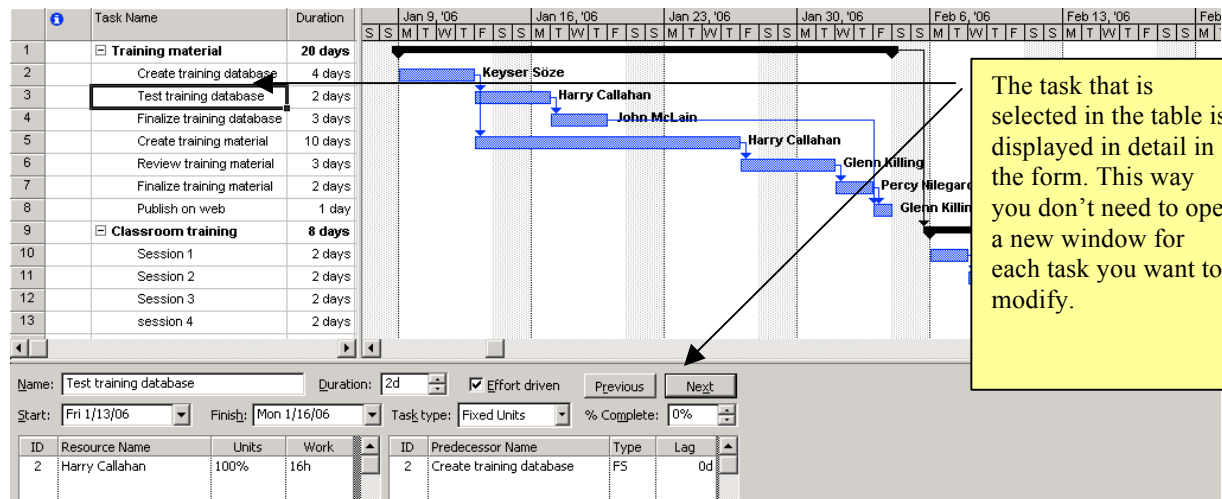 Task Name Duration Jan 9, '06 Jan 16, '06 Jan 23, '06 Jan 30, '06 Feb 6, '06 Feb 13, '06 Feb
S S M T W T F S S M T W T F S S M T W T F S S M T W T F S S M T W T F S S M T W T F S S M
1 Training material 20 days
2 Create training database 4 days Keyser Söze
3 Test training database 2 days Harry Callahan
4 Finalize training database 3 days John McLain
5 Create training material 10 days Harry Callahan
6 Review training material 3 days Glenn Killing
7 Finalize training material 2 days Percy Nilegard
8 Publish on web 1 day Glenn Killin
9 Classroom training 8 days
10 Session 1 2 days
11 Session 2 2 days
12 Session 3 2 days
13 session 4 2 days
The task that is
selected in the table is
displayed in detail in
the form. This way
you don't need to ope
a new window for
each task you want to
modify.
Name: Test training database Duration: 2d Effort driven Previous Next
Start: Fri 1/13/06 Finish: Mon 1/16/06 Task type: Fixed Units % Complete: 0%
ID Resource Name Units Work ID Predecessor Name Type Lag
2 Harry Callahan 100% 16h 2 Create training database FS 0d